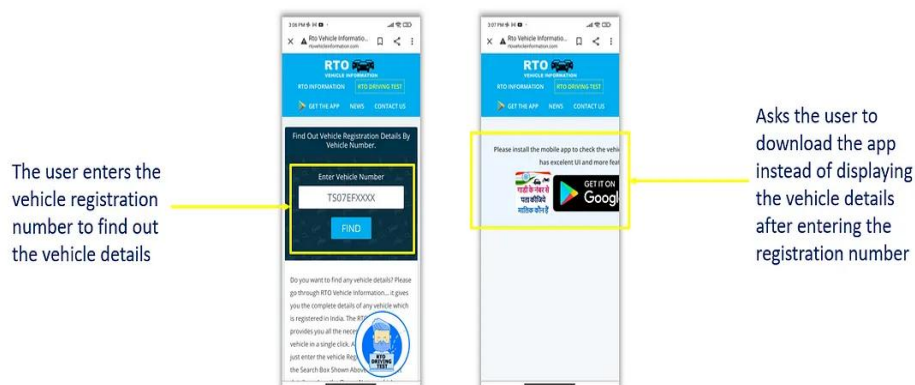 The user enters the
vehicle registration
number to find out
the vehicle details
3:06 PM
Rto Vehicle Informatio...
rtovehicleinformation.com
RTO
VEHICLE INFORMATION
RTO INFORMATION RTO DRIVING TEST
GET THE APP NEWS CONTACT US
Find Out Vehicle Registration Details By
Vehicle Number.
Enter Vehicle Number
TS07EFXXXX
FIND
Do you want to find any vehicle details? Please
go through RTO Vehicle Information... it gives
you the complete details of any vehicle which
is registered in India. The RT
provides you all the nece
vehicle in a single click. A
just enter the vehicle Reg
the Search Box Shown Abov
RTO
DRIVING
TEST
3:07 PM
Rto Vehicle Informatio...
rtovehicleinformation.com
RTO
VEHICLE INFORMATION
RTO INFORMATION RTO DRIVING TEST
GET THE APP NEWS CONTACT US
Please install the mobile app to check the vehi
has excelent UI and more feat
गाडी के नंबर से
पता कीजिये
मालिक कौन है
GET IT ON
Googl
Asks the user to
download the app
instead of displaying
the vehicle details
after entering the
registration number